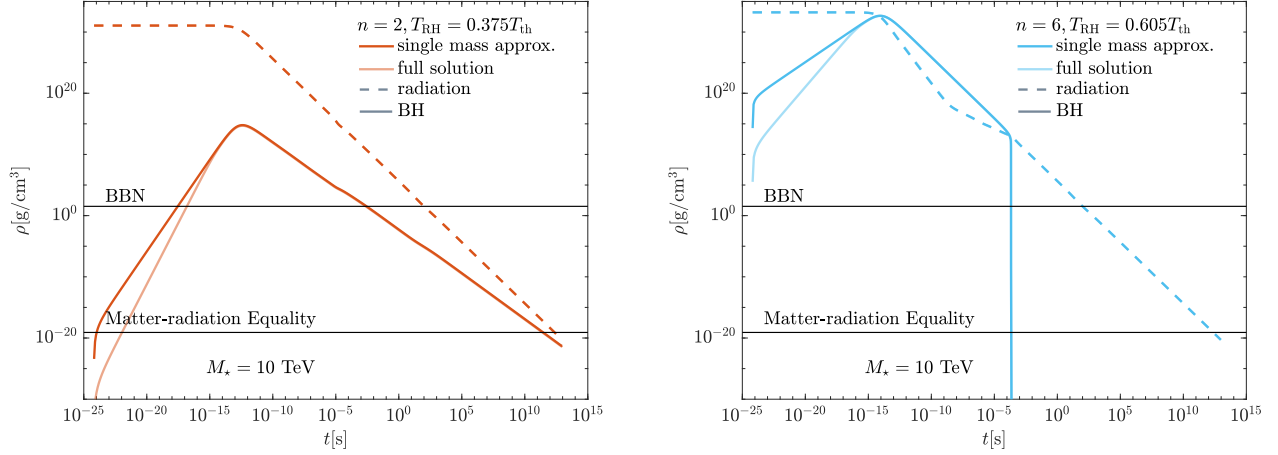 n = 2, T_RH = 0.375T_th
single mass approx.
full solution
radiation
BH
10^20
10^0
10^-20
ρ[g/cm^3]
BBN
Matter-radiation Equality
M_⋆ = 10 TeV
10^-25 10^-20 10^-15 10^-10 10^-5 10^0 10^5 10^10 10^15
t[s]
n = 6, T_RH = 0.605T_th
single mass approx.
full solution
radiation
BH
10^20
10^0
10^-20
ρ[g/cm^3]
BBN
Matter-radiation Equality
M_⋆ = 10 TeV
10^-25 10^-20 10^-15 10^-10 10^-5 10^0 10^5 10^10 10^15
t[s]